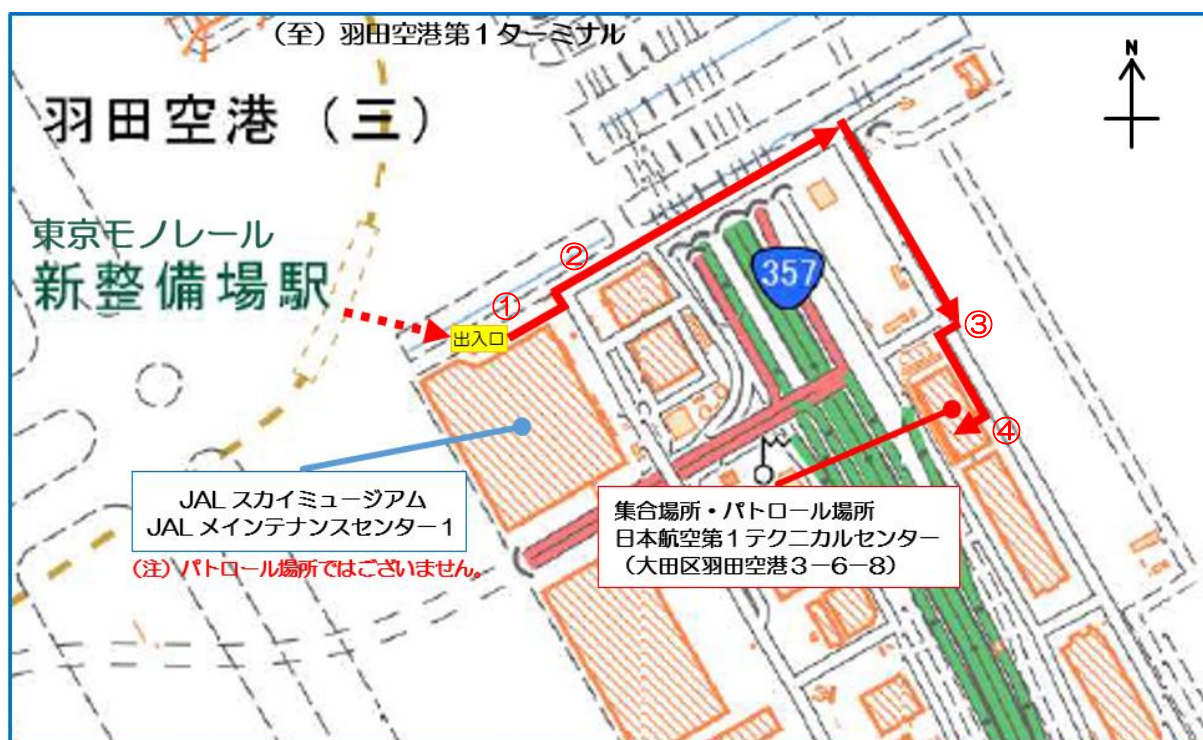 （至）羽田空港第１ターミナル
N
羽田空港（三）
東京モノレール
新整備場駅
①
②
出入口
357
③
④
JAL スカイミュージアム
JAL メインテナンスセンター１
（注）パトロール場所ではございません。
集合場所・パトロール場所
日本航空第１テクニカルセンター
（大田区羽田空港３－６－８）